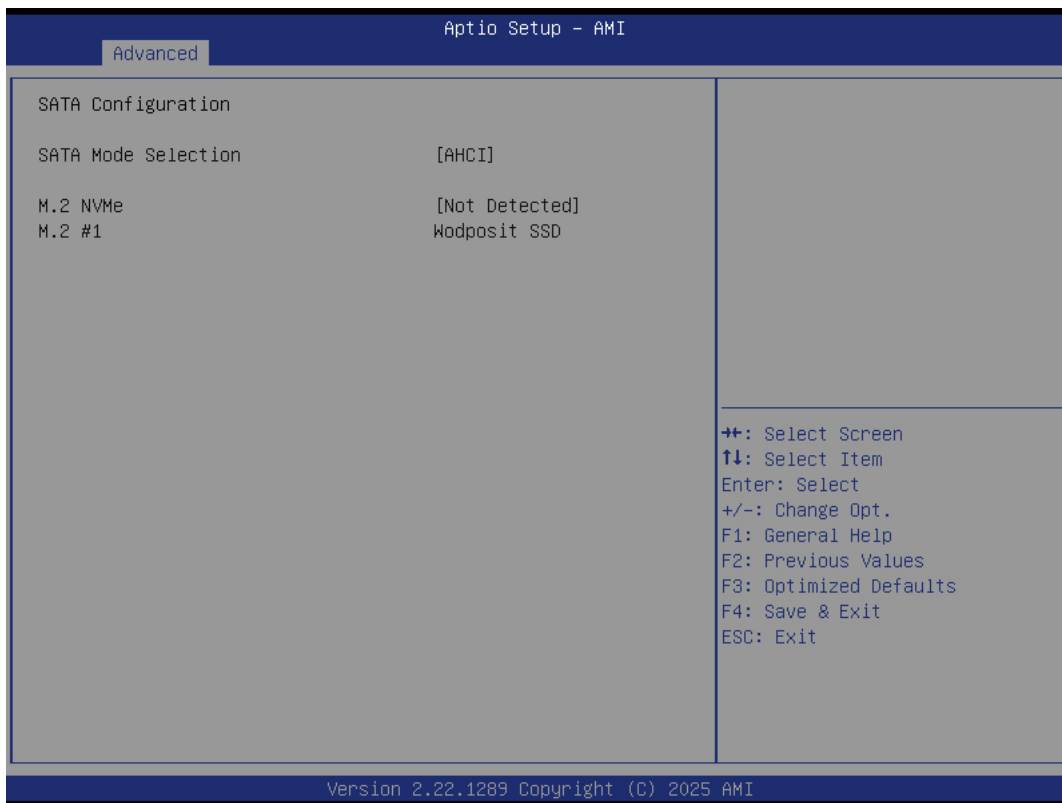 Aptio Setup – AMI
Advanced
SATA Configuration
SATA Mode Selection [AHCI]
M.2 NVMe [Not Detected]
M.2 #1 Wodposit SSD
→←: Select Screen
↑↓: Select Item
Enter: Select
+/-: Change Opt.
F1: General Help
F2: Previous Values
F3: Optimized Defaults
F4: Save & Exit
ESC: Exit
Version 2.22.1289 Copyright (C) 2025 AMI